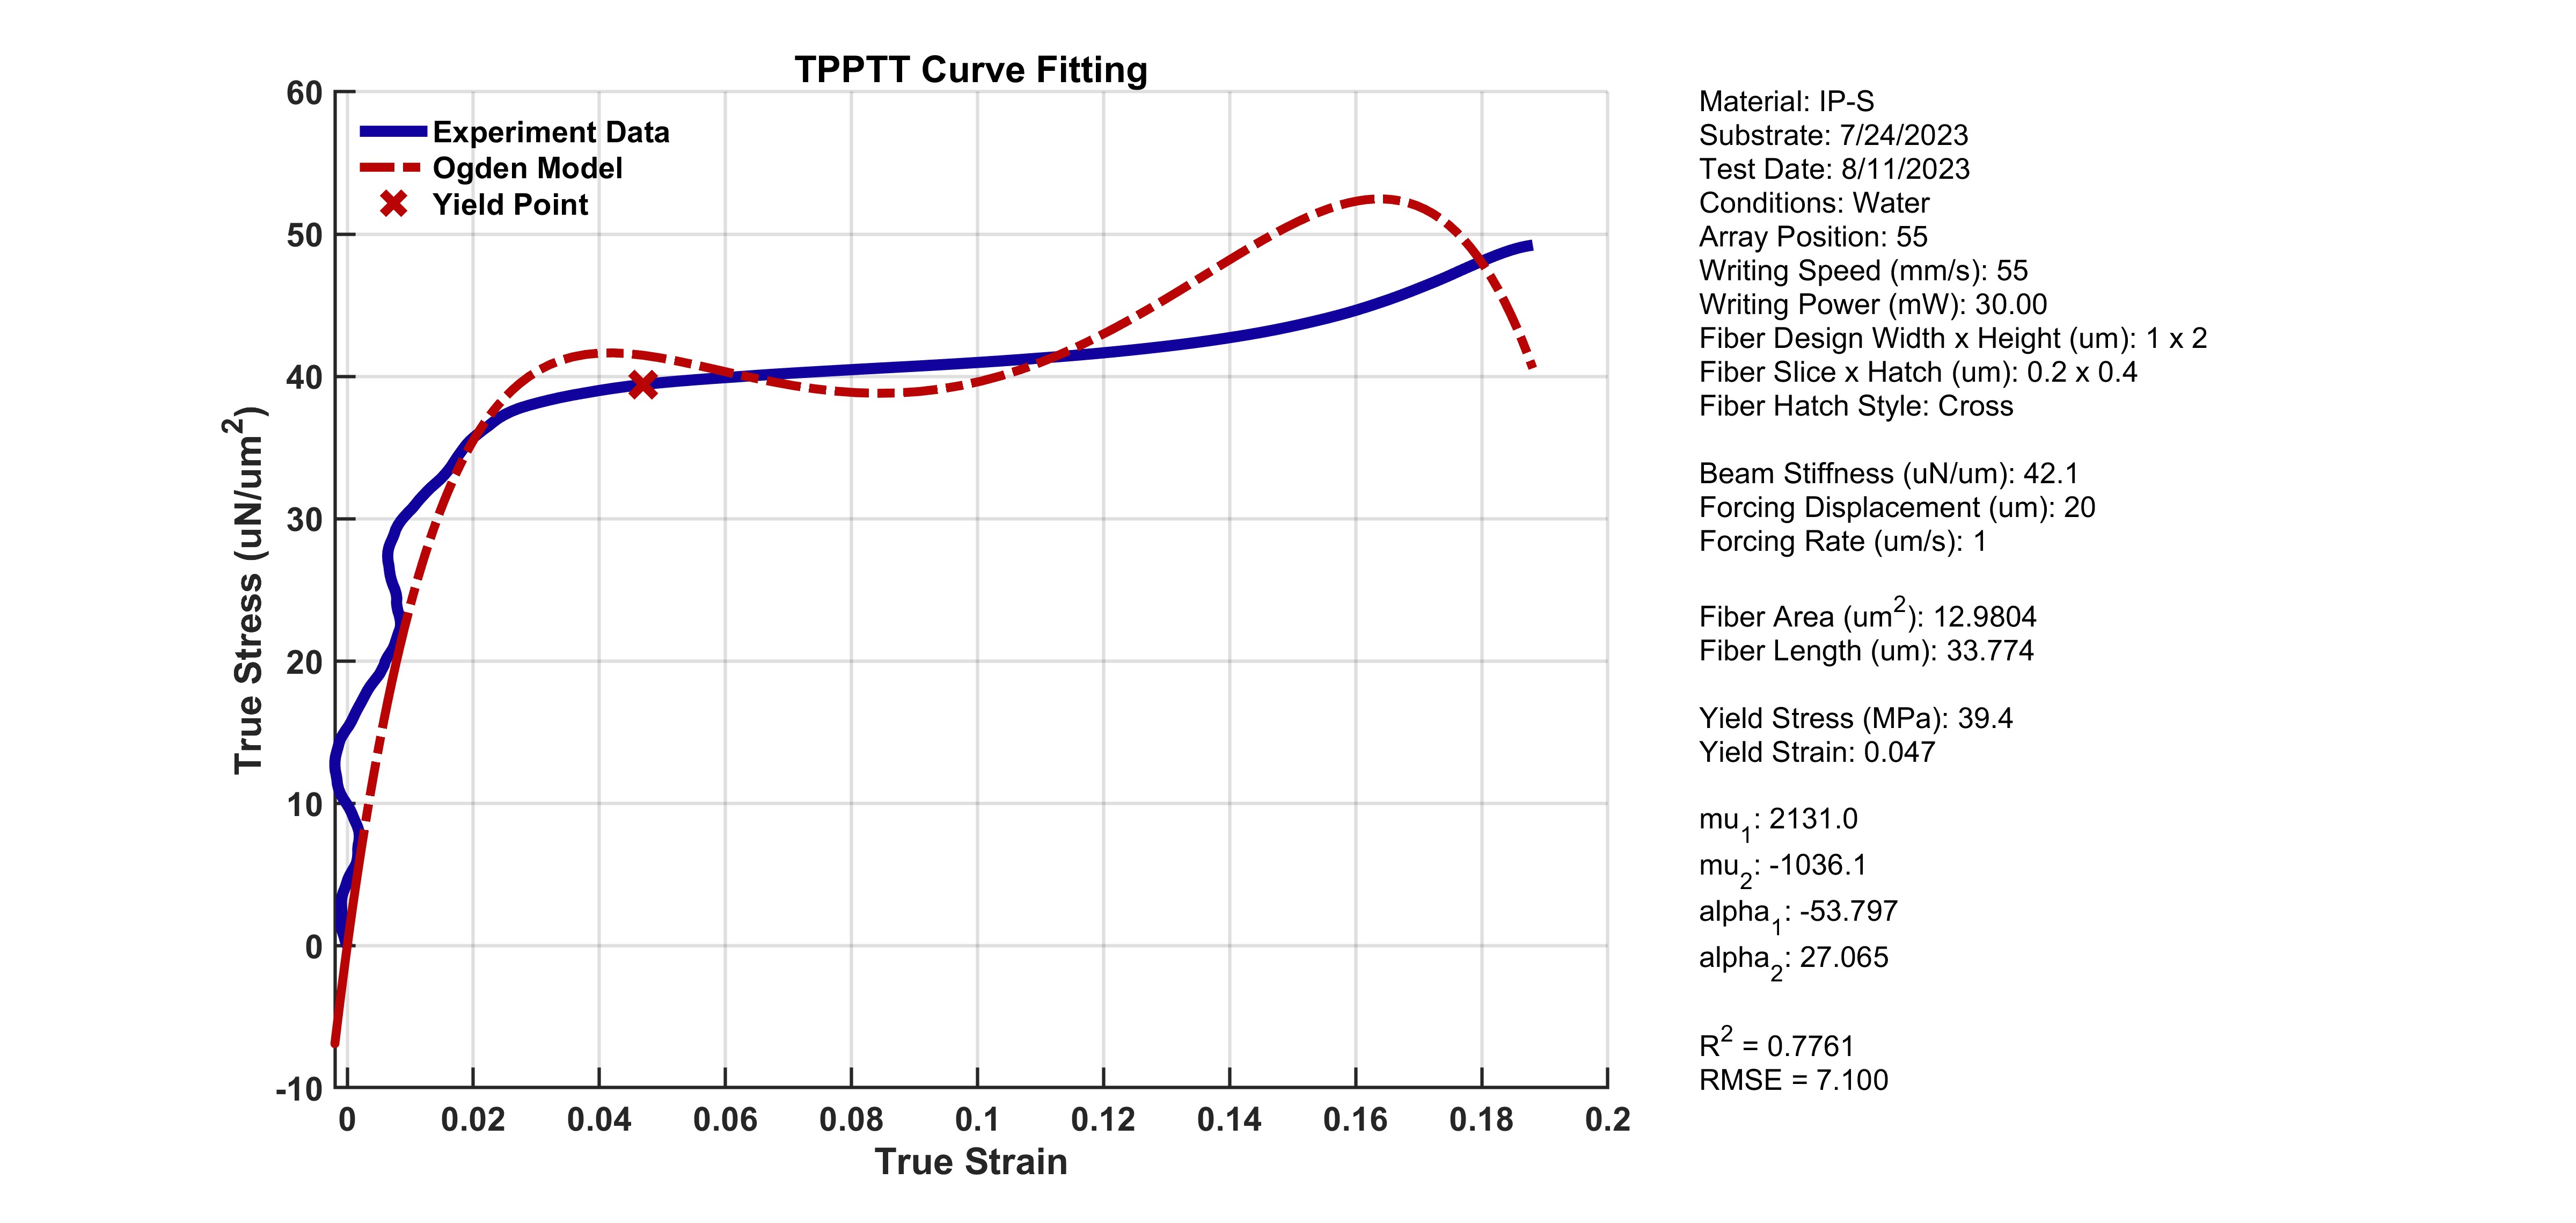 TPPTT Curve Fitting
60
50
40
30
20
10
0
-10
True Stress (uN/um²)
Experiment Data
Ogden Model
Yield Point
0 0.02 0.04 0.06 0.08 0.1 0.12 0.14 0.16 0.18 0.2
True Strain
Material: IP-S
Substrate: 7/24/2023
Test Date: 8/11/2023
Conditions: Water
Array Position: 55
Writing Speed (mm/s): 55
Writing Power (mW): 30.00
Fiber Design Width x Height (um): 1 x 2
Fiber Slice x Hatch (um): 0.2 x 0.4
Fiber Hatch Style: Cross
Beam Stiffness (uN/um): 42.1
Forcing Displacement (um): 20
Forcing Rate (um/s): 1
Fiber Area (um²): 12.9804
Fiber Length (um): 33.774
Yield Stress (MPa): 39.4
Yield Strain: 0.047
mu₁: 2131.0
mu₂: -1036.1
alpha₁: -53.797
alpha₂: 27.065
R² = 0.7761
RMSE = 7.100